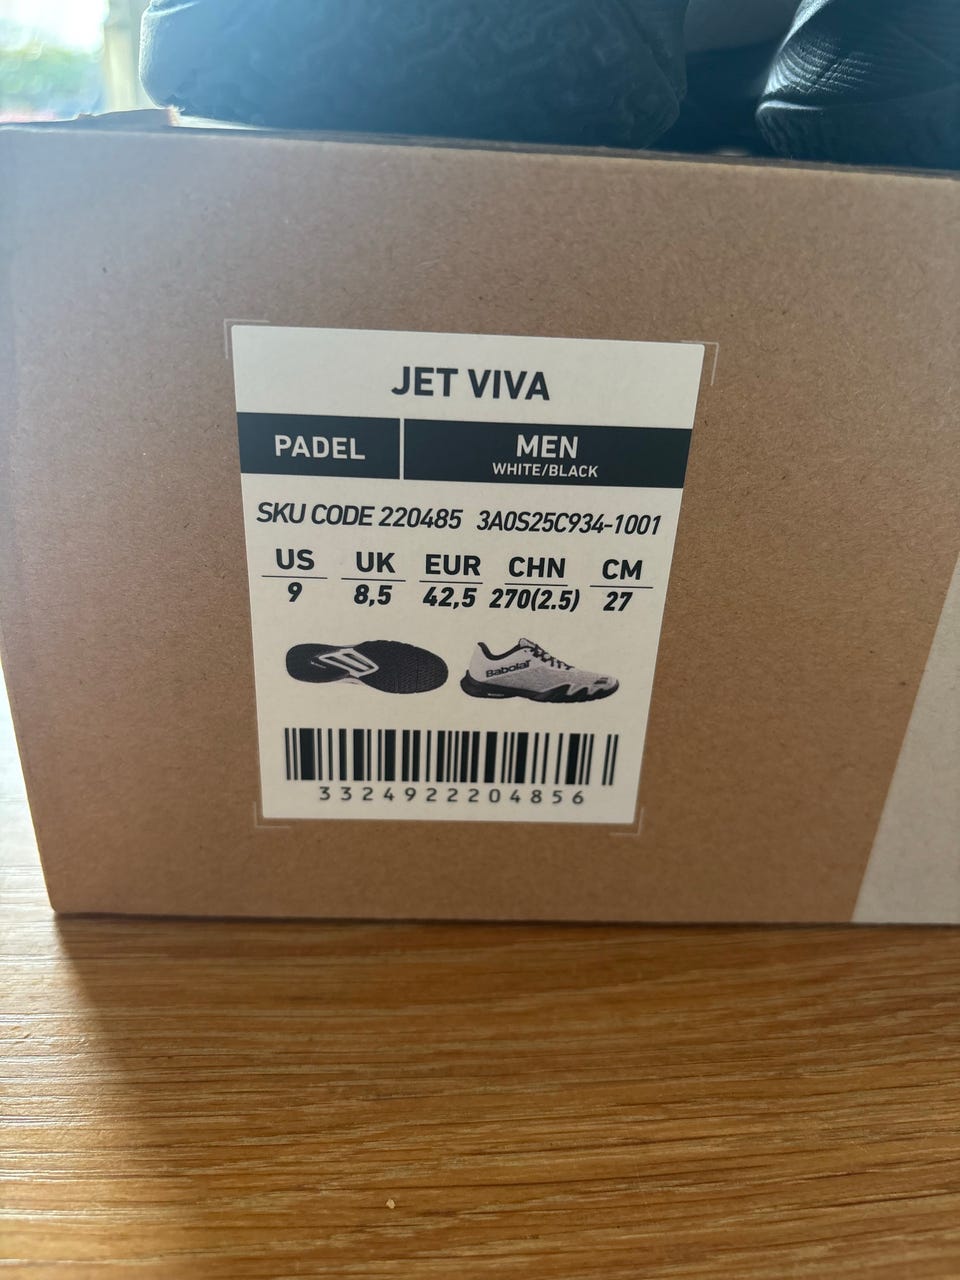 JET VIVA
PADEL
MEN
WHITE/BLACK
SKU CODE 220485 3A0S25C934-1001
US UK EUR CHN CM
9 8,5 42,5 270(2.5) 27
Babolat
3324922204856